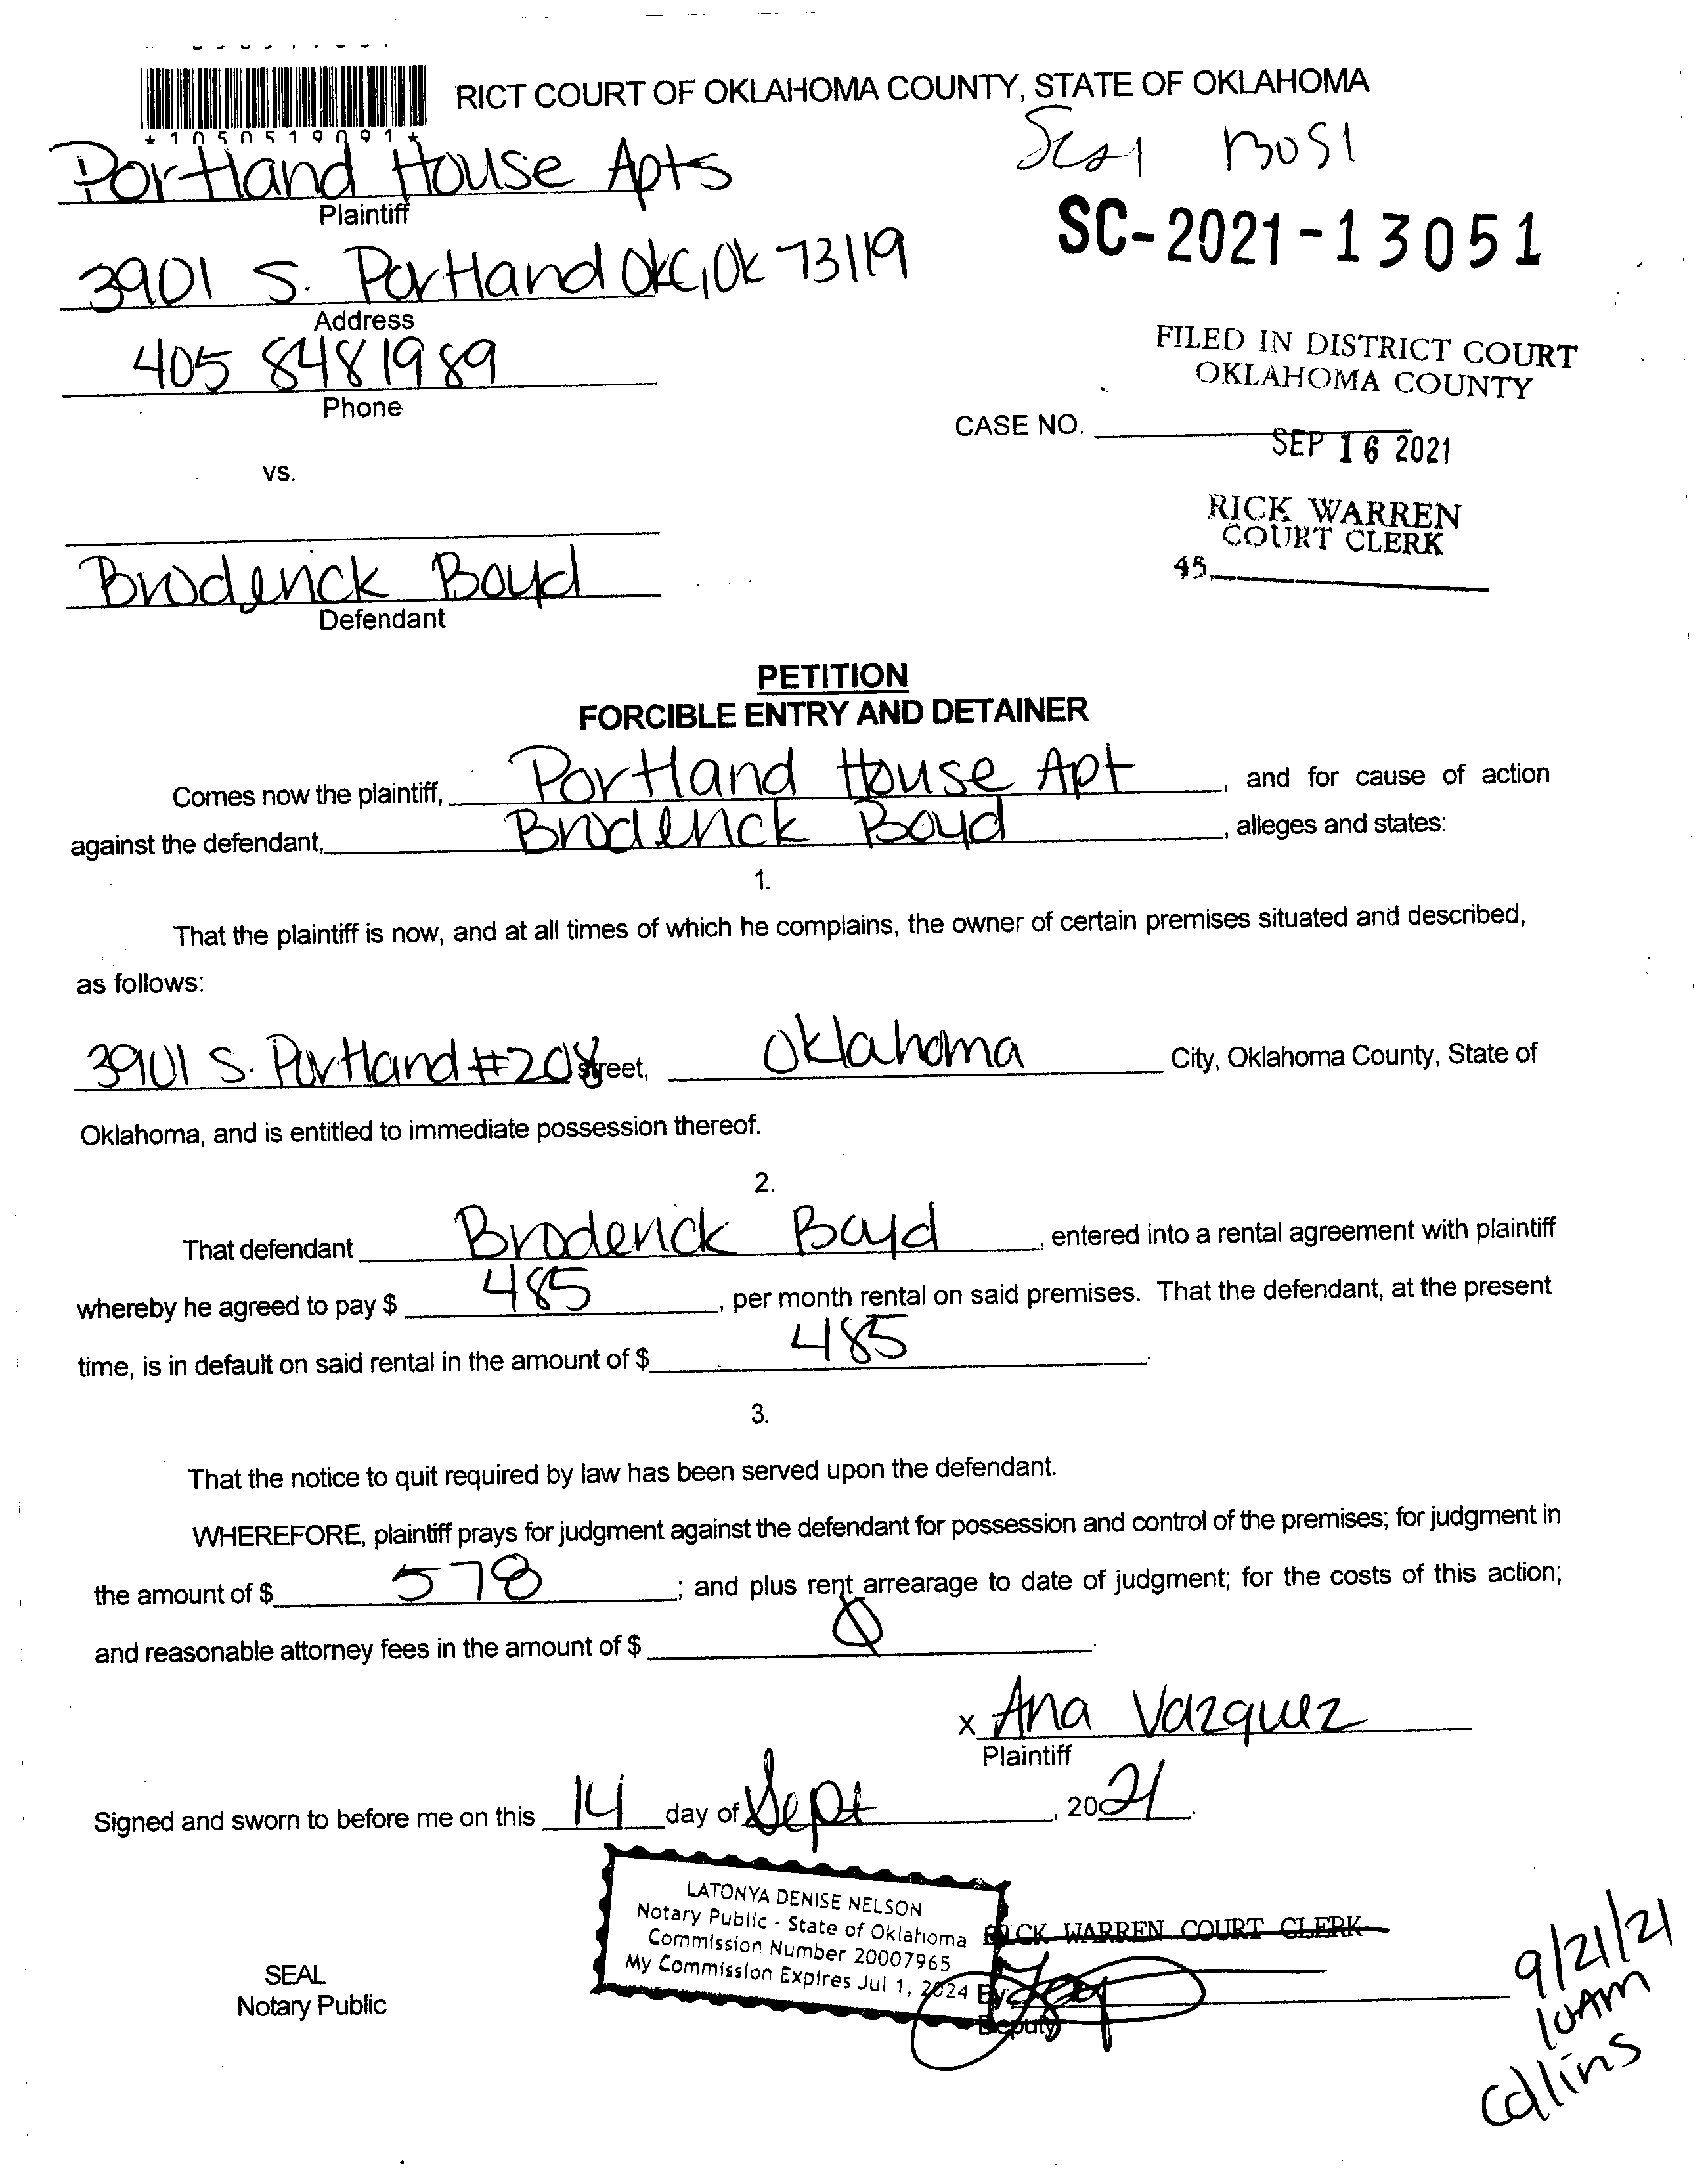 RICT COURT OF OKLAHOMA COUNTY, STATE OF OKLAHOMA
*1050519091*
Portland House Apts
Plaintiff
13051
SC-2021-13051
3901 S. Portland OKC, OK 73119
Address
405 848 1989
Phone
FILED IN DISTRICT COURT
OKLAHOMA COUNTY
CASE NO.
SEP 16 2021
vs.
RICK WARREN
COURT CLERK
45
Broderick Boyd
Defendant
PETITION
FORCIBLE ENTRY AND DETAINER
Comes now the plaintiff, Portland House Apt, and for cause of action
against the defendant, Broderick Boyd, alleges and states:
1.
That the plaintiff is now, and at all times of which he complains, the owner of certain premises situated and described,
as follows:
3901 S. Portland #208 Street, Oklahoma City, Oklahoma County, State of
Oklahoma, and is entitled to immediate possession thereof.
2.
That defendant Broderick Boyd, entered into a rental agreement with plaintiff
whereby he agreed to pay $ 485, per month rental on said premises. That the defendant, at the present
time, is in default on said rental in the amount of $ 485.
3.
That the notice to quit required by law has been served upon the defendant.
WHEREFORE, plaintiff prays for judgment against the defendant for possession and control of the premises; for judgment in
the amount of $ 578; and plus rent arrearage to date of judgment; for the costs of this action;
and reasonable attorney fees in the amount of $ 0.
x Ana Vazquez
Plaintiff
Signed and sworn to before me on this 14 day of Sept, 2021.
LATONYA DENISE NELSON
Notary Public - State of Oklahoma
Commission Number 20007965
My Commission Expires Jul 1, 2024
RICK WARREN COURT CLERK
By:
Deputy
SEAL
Notary Public
9/21/21
10AM
Collins